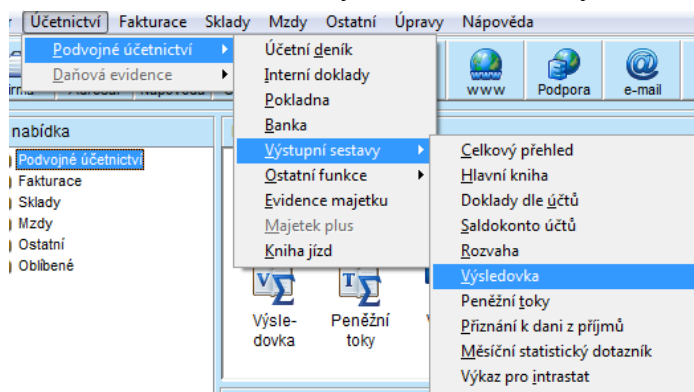 Účetnictví Fakturace Sklady Mzdy Ostatní Úpravy Nápověda
Podvojné účetnictví
Daňová evidence
Účetní deník
Interní doklady
Pokladna
Banka
Výstupní sestavy
Ostatní funkce
Evidence majetku
Majetek plus
Kniha jízd
Celkový přehled
Hlavní kniha
Doklady dle účtů
Saldokonto účtů
Rozvaha
Výsledovka
Peněžní toky
Přiznání k dani z příjmů
Měsíční statistický dotazník
Výkaz pro intrastat
www Podpora e-mail
nabídka
Podvojné účetnictví
Fakturace
Sklady
Mzdy
Ostatní
Oblíbené
Výsle-
dovka
Peněžní
toky